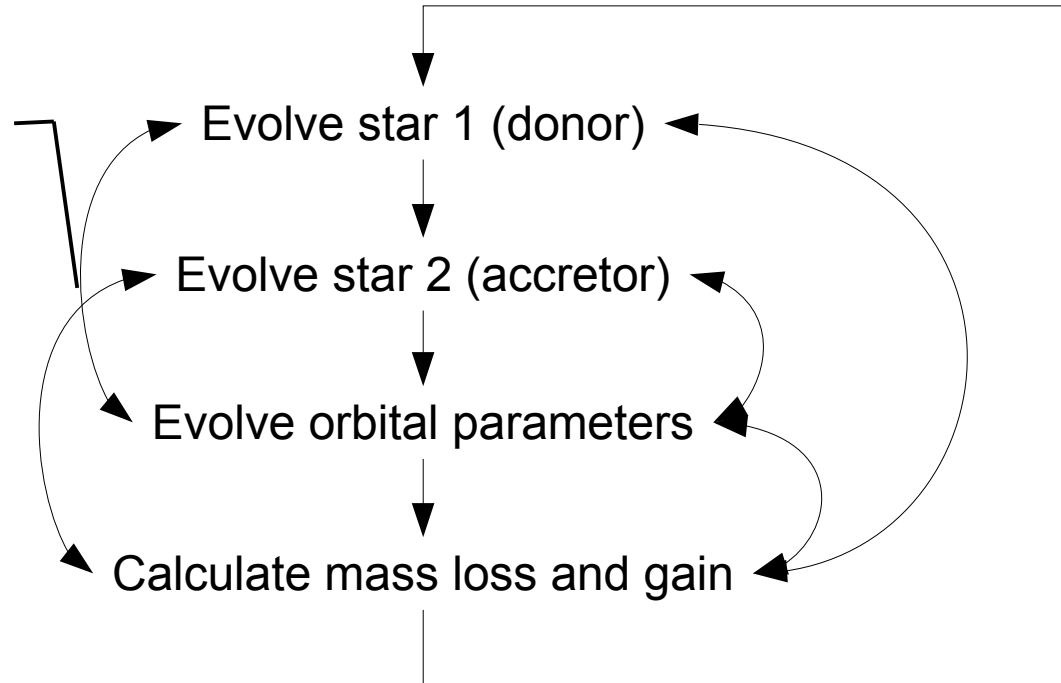 Evolve star 1 (donor)
Evolve star 2 (accretor)
Evolve orbital parameters
Calculate mass loss and gain